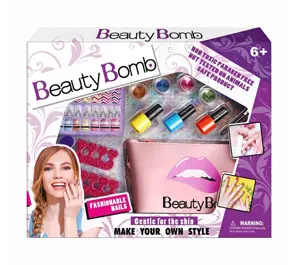 Beauty Bomb
6+
NON TOXIC PARABEN FREE
NOT TESTED ON ANIMALS
SAFE PRODUCT
Beauty Bomb
FASHIONABLE
NAILS
Beauty B
Gentle for the skin
MAKE YOUR OWN STYLE
WARNING: